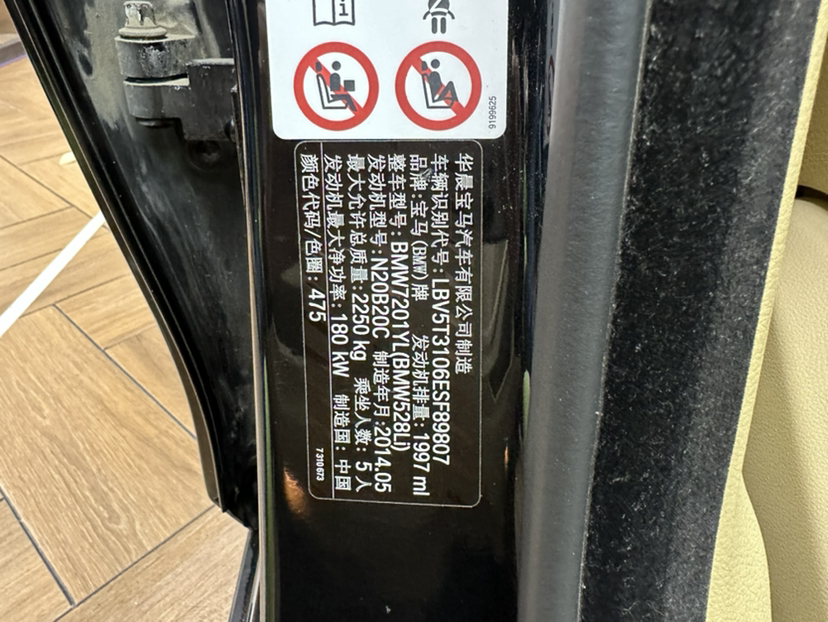 9199625
华晨宝马汽车有限公司制造
车辆识别代号:LBV5T3106ESF89807
品牌:宝马(BMW)牌 发动机排量:1997 ml
整车型号:BMW7201YL(BMW528Li)
发动机型号:N20B20C 制造年月:2014.05
最大允许总质量:2250 kg 乘坐人数:5人
发动机最大净功率:180 kW 制造国:中国
颜色代码/色圈:475
7310673